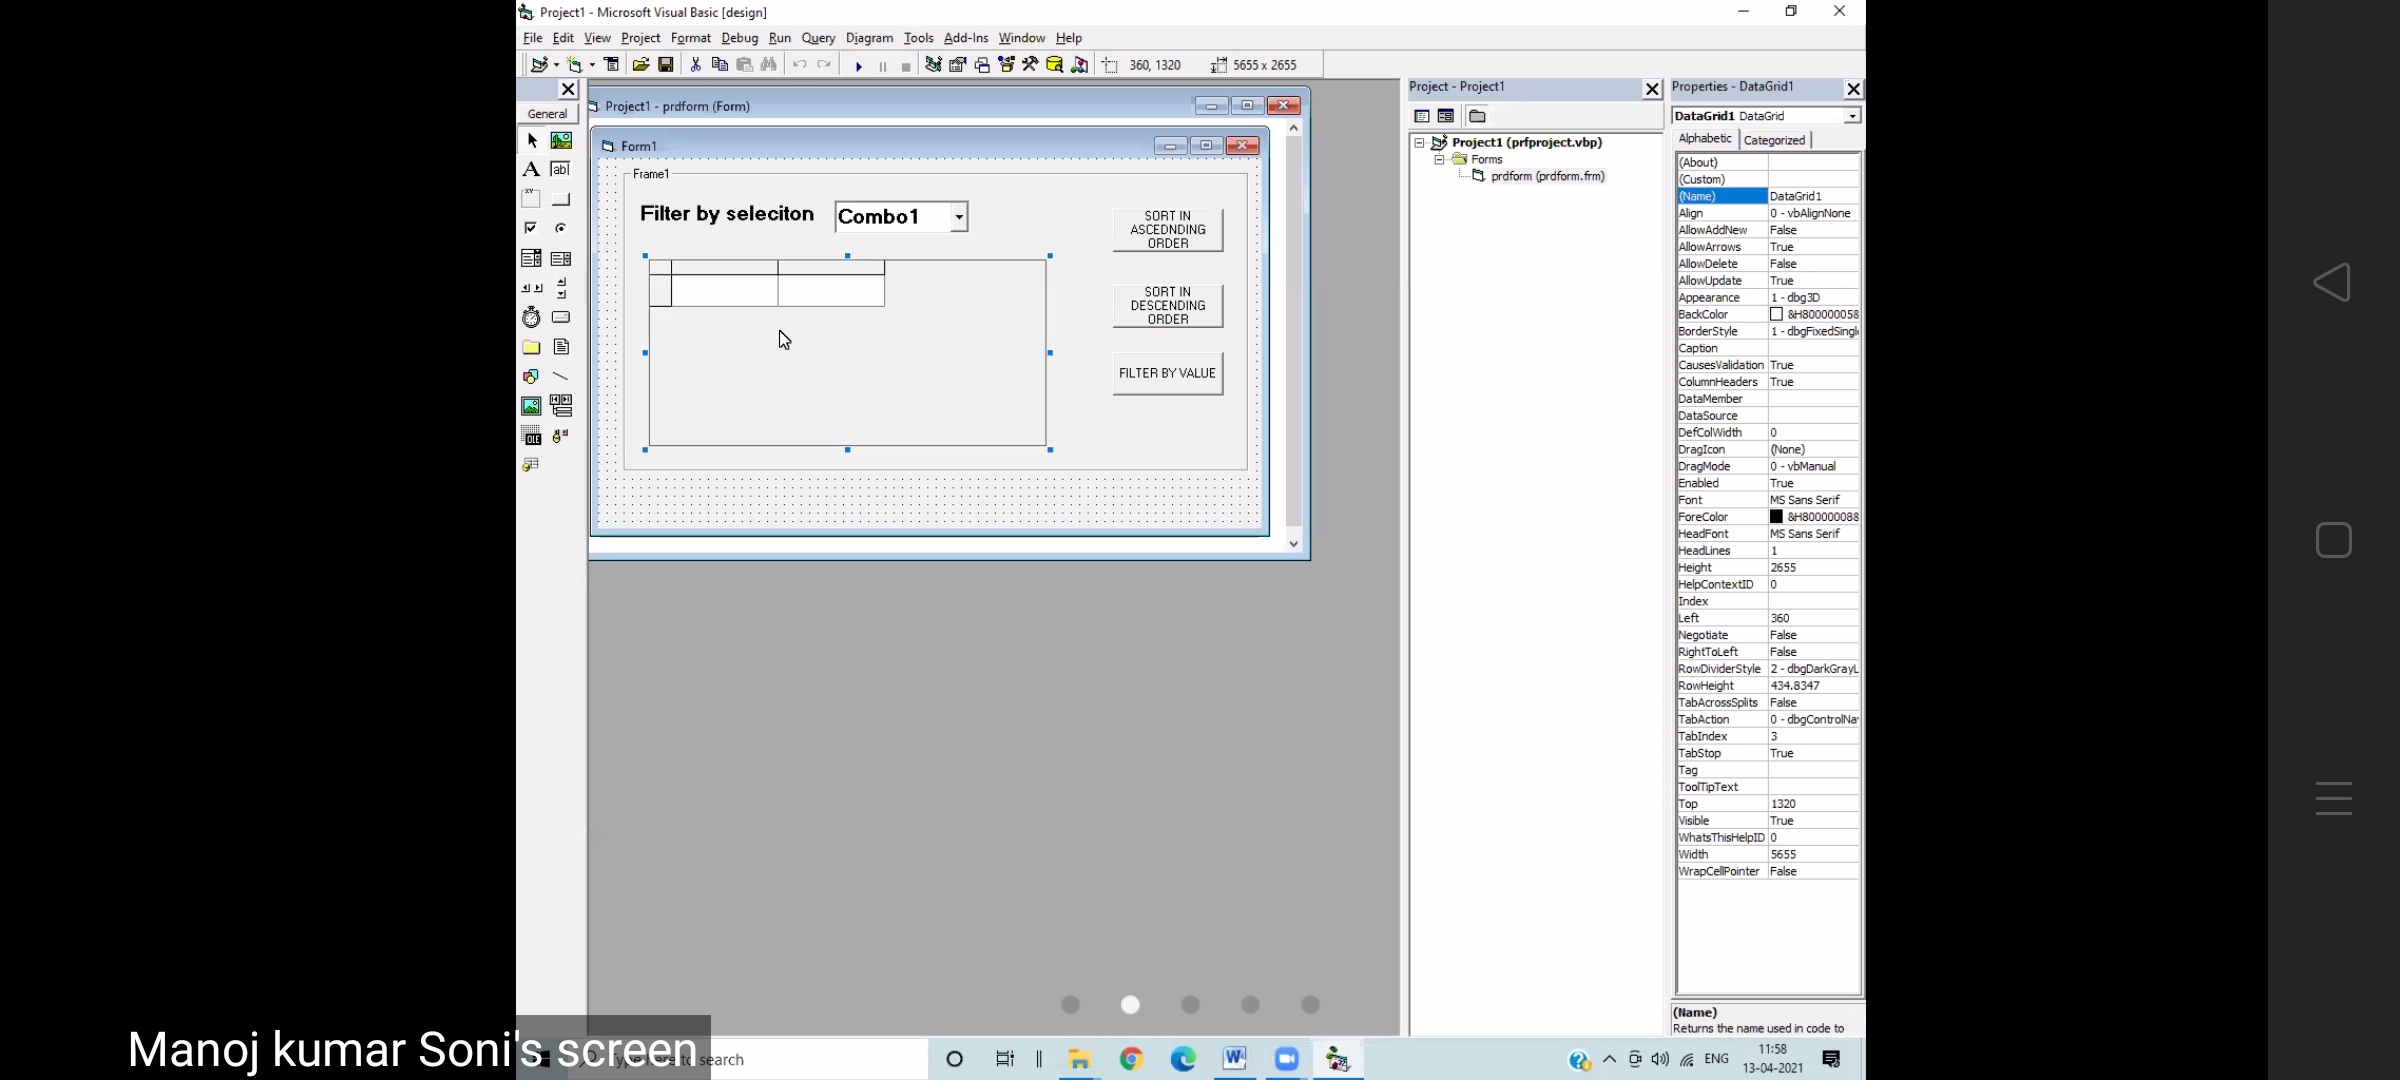 Project1 - Microsoft Visual Basic [design]
File Edit View Project Format Debug Run Query Diagram Tools Add-Ins Window Help
360, 1320 5655 x 2655
General
Project1 - prdform (Form)
Form1
Frame1
Filter by seleciton Combo1
SORT IN
ASCEDNDING
ORDER
SORT IN
DESCENDING
ORDER
FILTER BY VALUE
Project - Project1
Project1 (prfproject.vbp)
Forms
prdform (prdform.frm)
Properties - DataGrid1
DataGrid1 DataGrid
Alphabetic Categorized
(About)
(Custom)
(Name) DataGrid1
Align 0 - vbAlignNone
AllowAddNew False
AllowArrows True
AllowDelete False
AllowUpdate True
Appearance 1 - dbg3D
BackColor &H80000005&
BorderStyle 1 - dbgFixedSingl
Caption
CausesValidation True
ColumnHeaders True
DataMember
DataSource
DefColWidth 0
DragIcon (None)
DragMode 0 - vbManual
Enabled True
Font MS Sans Serif
ForeColor &H80000008&
HeadFont MS Sans Serif
HeadLines 1
Height 2655
HelpContextID 0
Index
Left 360
Negotiate False
RightToLeft False
RowDividerStyle 2 - dbgDarkGrayL
RowHeight 434.8347
TabAcrossSplits False
TabAction 0 - dbgControlNa
TabIndex 3
TabStop True
Tag
ToolTipText
Top 1320
Visible True
WhatsThisHelpID 0
Width 5655
WrapCellPointer False
(Name)
Returns the name used in code to
Manoj kumar Soni's screen
Type here to search
ENG
11:58
13-04-2021